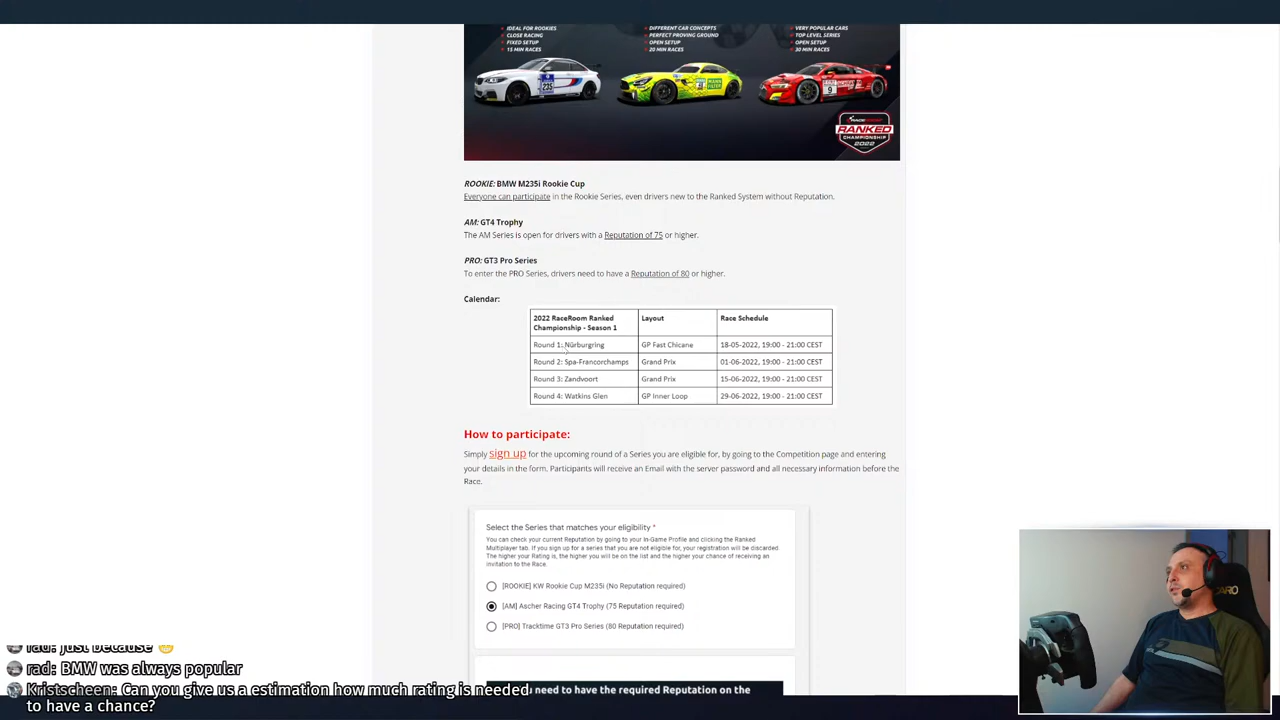 IDEAL FOR ROOKIES
CLOSE RACING
FIXED SETUP
15 MIN RACES
DIFFERENT CAR CONCEPTS
PERFECT PROVING GROUND
OPEN SETUP
20 MIN RACES
VERY POPULAR CARS
TOP LEVEL SERIES
OPEN SETUP
30 MIN RACES
235
MANN FILTER
9
RACEROOM
RANKED
CHAMPIONSHIP
2022
ROOKIE: BMW M235i Rookie Cup
Everyone can participate in the Rookie Series, even drivers new to the Ranked System without Reputation.
AM: GT4 Trophy
The AM Series is open for drivers with a Reputation of 75 or higher.
PRO: GT3 Pro Series
To enter the PRO Series, drivers need to have a Reputation of 80 or higher.
Calendar:
2022 RaceRoom Ranked Championship - Season 1 Layout Race Schedule
Round 1: Nürburgring GP Fast Chicane 18-05-2022, 19:00 - 21:00 CEST
Round 2: Spa-Francorchamps Grand Prix 01-06-2022, 19:00 - 21:00 CEST
Round 3: Zandvoort Grand Prix 15-06-2022, 19:00 - 21:00 CEST
Round 4: Watkins Glen GP Inner Loop 29-06-2022, 19:00 - 21:00 CEST
How to participate:
Simply sign up for the upcoming round of a Series you are eligible for, by going to the Competition page and entering
your details in the form. Participants will receive an Email with the server password and all necessary information before the
Race.
Select the Series that matches your eligibility *
You can check your current Reputation by going to your In-Game Profile and clicking the Ranked
Multiplayer tab. If you sign up for a series that you are not eligible for, your registration will be discarded.
The higher your Rating is, the higher you will be on the list and the higher your chance of receiving an
invitation to the Race.
[ROOKIE] KW Rookie Cup M235i (No Reputation required)
[AM] Ascher Racing GT4 Trophy (75 Reputation required)
[PRO] Tracktime GT3 Pro Series (80 Reputation required)
need to have the required Reputation on the
rad: just because
rad: BMW was always popular
Kristscheen: Can you give us a estimation how much rating is needed
to have a chance?